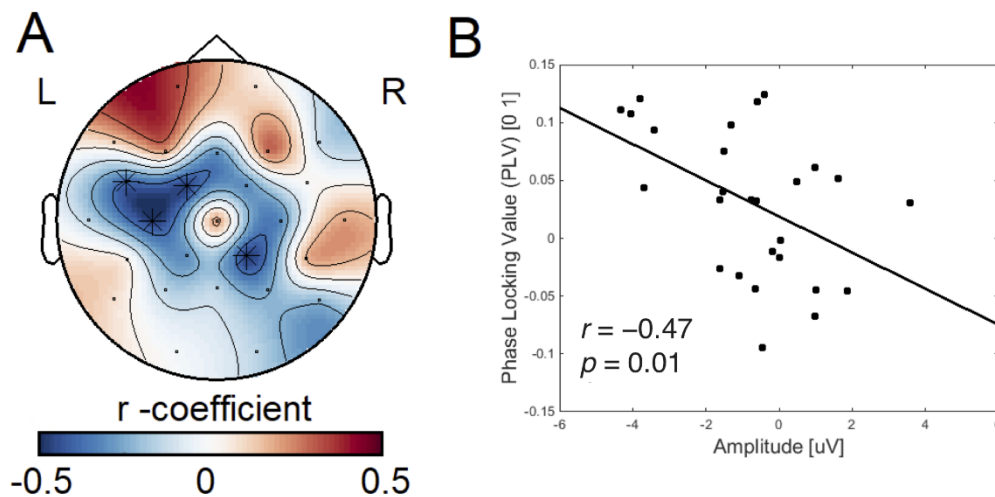 A
L
R
r -coefficient
-0.5
0
0.5
B
Phase Locking Value (PLV) [0 1]
0.15
0.1
0.05
0
-0.05
-0.1
-0.15
r = −0.47
p = 0.01
-6
-4
-2
0
2
4
6
Amplitude [uV]